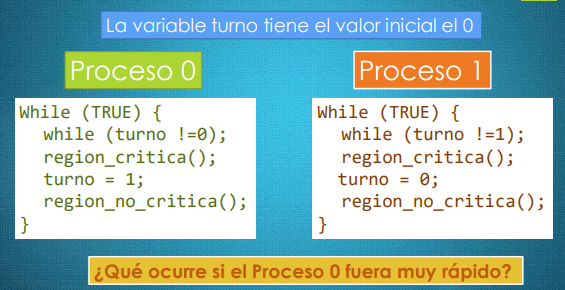 La variable turno tiene el valor inicial el 0
Proceso 0
While (TRUE) {
while (turno !=0);
region_critica();
turno = 1;
region_no_critica();
}
Proceso 1
While (TRUE) {
while (turno !=1);
region_critica();
turno = 0;
region_no_critica();
}
¿Qué ocurre si el Proceso 0 fuera muy rápido?